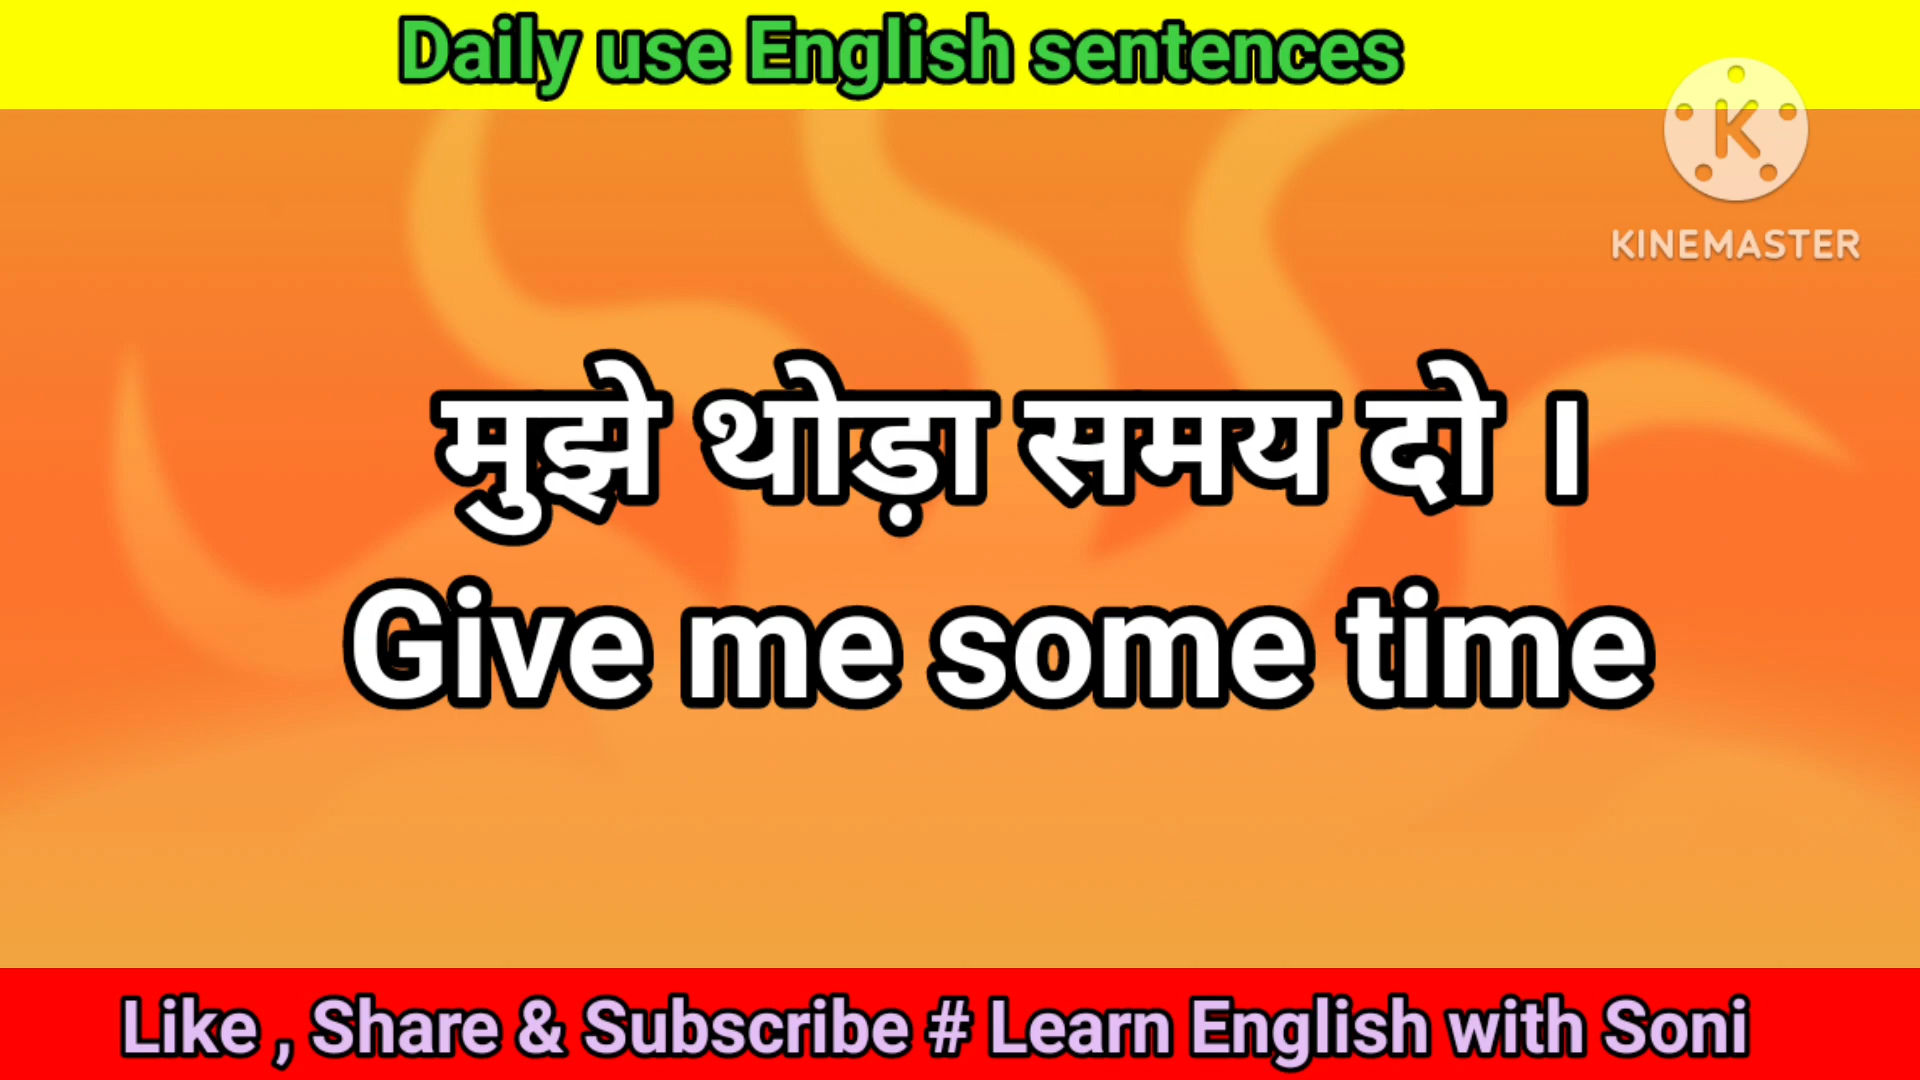 Daily use English sentences
K
KINEMASTER
मुझे थोड़ा समय दो ।
Give me some time
Like , Share & Subscribe # Learn English with Soni